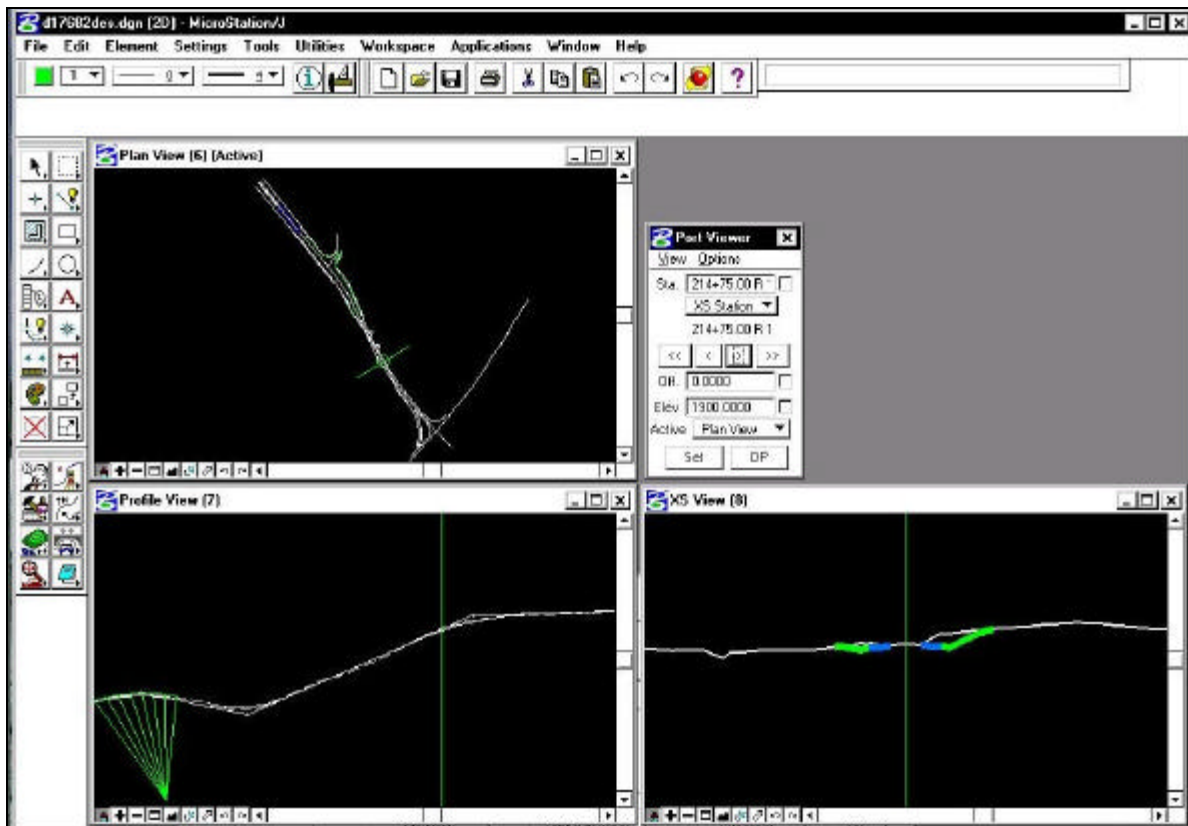 d17682des.dgn (2D) - MicroStation/J
File Edit Element Settings Tools Utilities Workspace Applications Window Help
Plan View (6) (Active)
Port Viewer
View Options
Sta. 214+75.00 R
XS Station
214+75.00 R 1
<< < >>
Off. 0.0000
Elev 1900.0000
Active Plan View
Set DP
Profile View (7)
XS View (8)